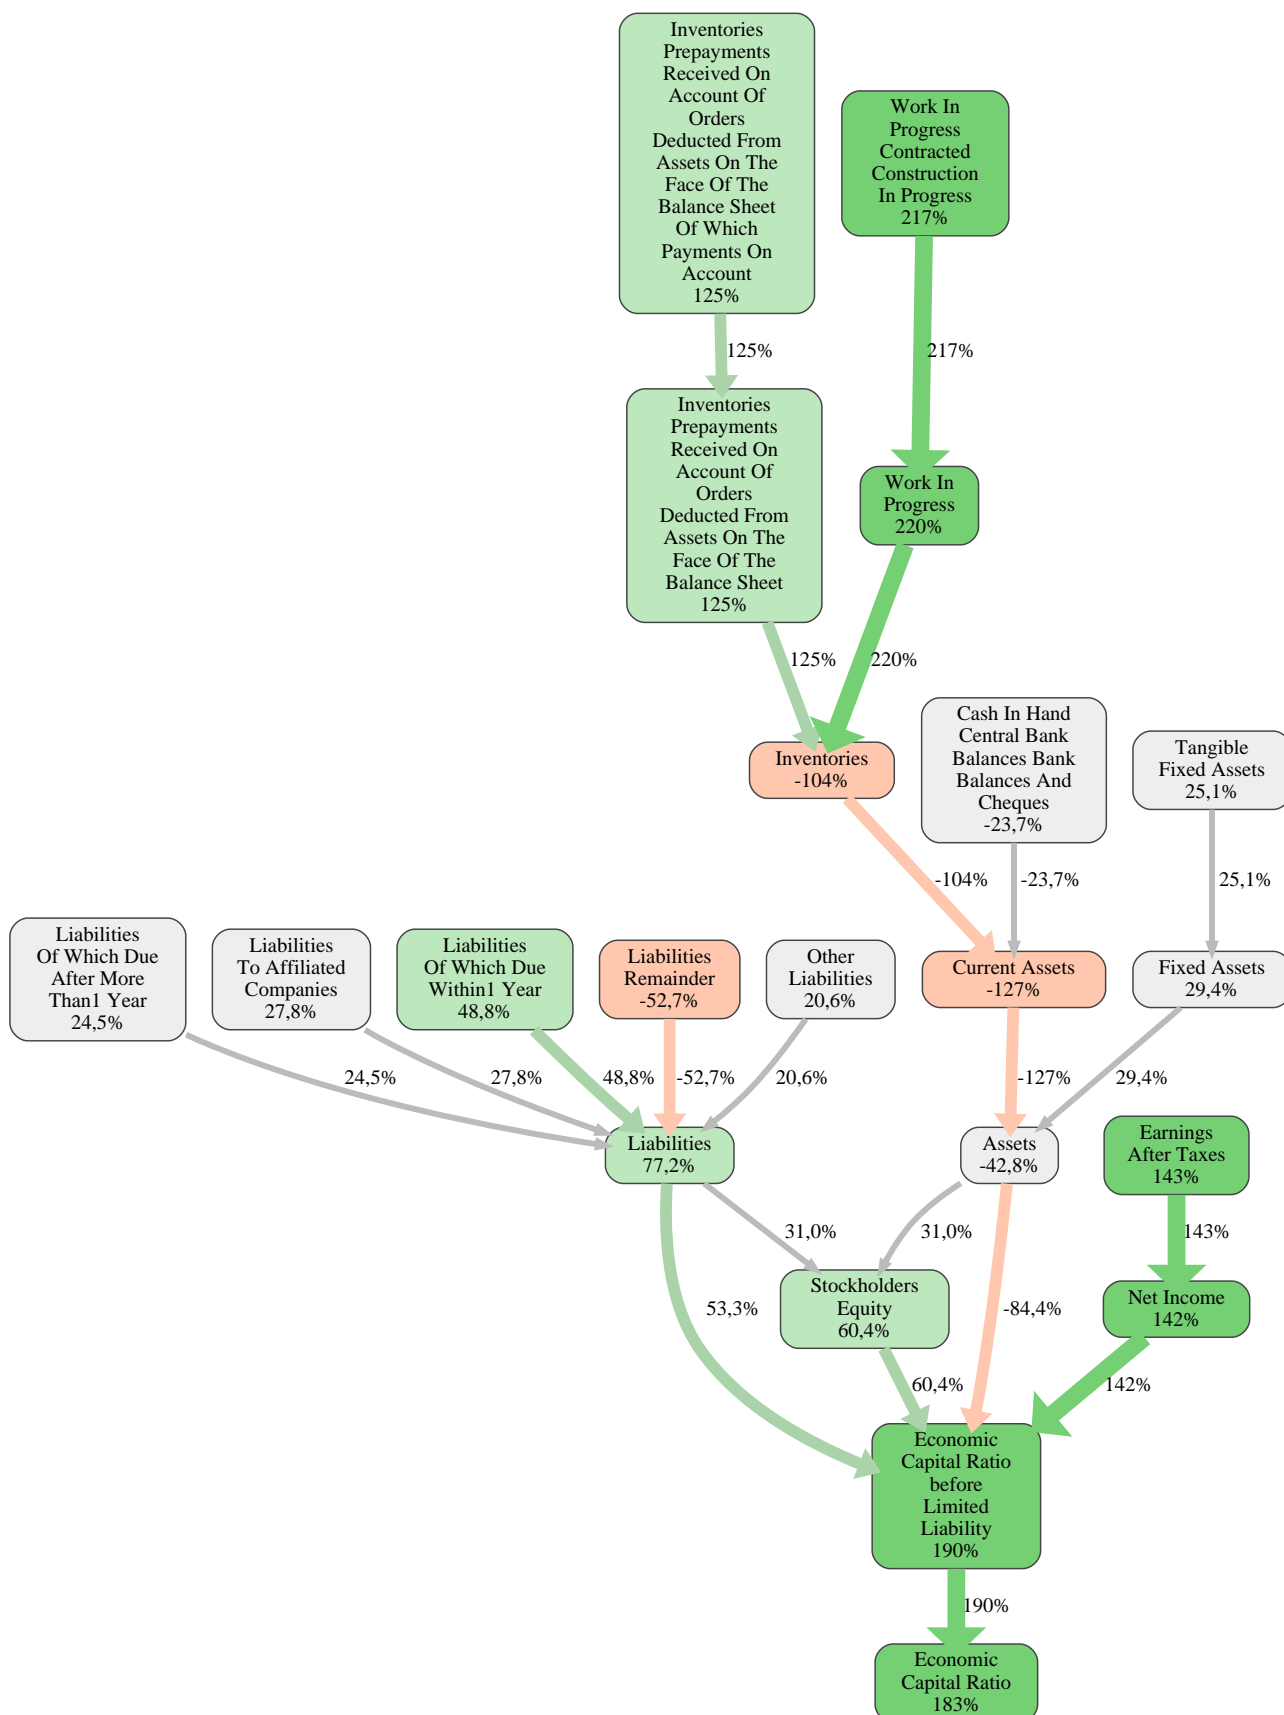 Inventories
Prepayments
Received On
Account Of
Orders
Deducted From
Assets On The
Face Of The
Balance Sheet
Of Which
Payments On
Account
125%
Work In
Progress
Contracted
Construction
In Progress
217%
125%
217%
Inventories
Prepayments
Received On
Account Of
Orders
Deducted From
Assets On The
Face Of The
Balance Sheet
125%
Work In
Progress
220%
125%
220%
Inventories
-104%
Cash In Hand
Central Bank
Balances Bank
Balances And
Cheques
-23,7%
Tangible
Fixed Assets
25,1%
-104%
-23,7%
25,1%
Liabilities
Of Which Due
After More
Than1 Year
24,5%
Liabilities
To Affiliated
Companies
27,8%
Liabilities
Of Which Due
Within1 Year
48,8%
Liabilities
Remainder
-52,7%
Other
Liabilities
20,6%
Current Assets
-127%
Fixed Assets
29,4%
24,5%
27,8%
48,8%
-52,7%
20,6%
-127%
29,4%
Liabilities
77,2%
Assets
-42,8%
Earnings
After Taxes
143%
31,0%
31,0%
143%
Stockholders
Equity
60,4%
Net Income
142%
53,3%
-84,4%
60,4%
142%
Economic
Capital Ratio
before
Limited
Liability
190%
190%
Economic
Capital Ratio
183%